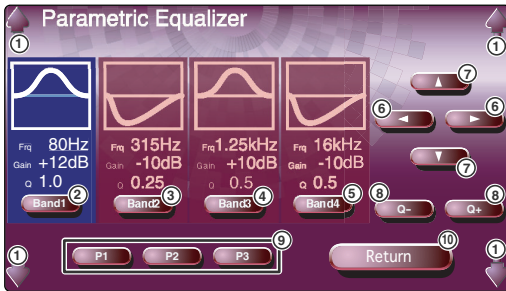 Parametric Equalizer
1 1
7
6 6
7
Frq 80Hz Frq 315Hz Frq 1.25kHz Frq 16kHz
Gain +12dB Gain -10dB Gain +10dB Gain -10dB
Q 1.0 Q 0.25 Q 0.5 Q 0.5
2 3 4 5 8 8
Band1 Band2 Band3 Band4 Q- Q+
9 10
1 P1 P2 P3 Return 1